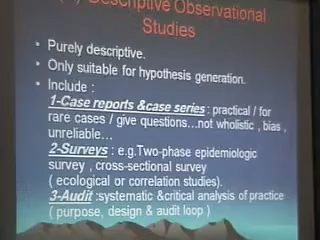 Descriptive Observational
Studies
• Purely descriptive.
• Only suitable for hypothesis generation.
• Include :
1-Case reports &case series : practical / for
rare cases / give questions...not wholistic , bias ,
unreliable...
2-Surveys : e.g.Two-phase epidemiologic
survey , cross-sectional survey
( ecological or correlation studies).
3-Audit :systematic &critical analysis of practice
( purpose, design & audit loop )